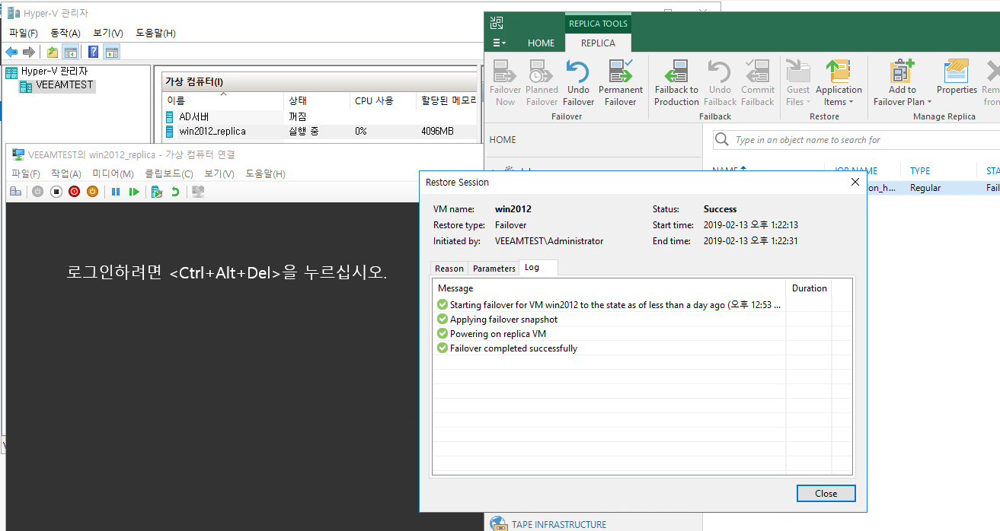 Hyper-V 관리자
파일(F) 동작(A) 보기(V) 도움말(H)
Hyper-V 관리자
VEEAMTEST
가상 컴퓨터(I)
이름 상태 CPU 사용 할당된 메모리
AD서버 꺼짐
win2012_replica 실행 중 0% 4096MB
VEEAMTEST의 win2012_replica - 가상 컴퓨터 연결
파일(F) 작업(A) 미디어(M) 클립보드(C) 보기(V) 도움말(H)
로그인하려면 <Ctrl+Alt+Del>을 누르십시오.
REPLICA TOOLS
HOME REPLICA
Failover Now
Planned Failover
Undo Failover
Permanent Failover
Failback to Production
Undo Failback
Commit Failback
Guest Files
Application Items
Add to Failover Plan
Properties
Failover Failback Restore Manage Replica
HOME
Type in an object name to search for
NAME JOB NAME TYPE
on_h... Regular
Restore Session
VM name: win2012 Status: Success
Restore type: Failover Start time: 2019-02-13 오후 1:22:13
Initiated by: VEEAMTEST\Administrator End time: 2019-02-13 오후 1:22:31
Reason Parameters Log
Message Duration
Starting failover for VM win2012 to the state as of less than a day ago (오후 12:53 ...
Applying failover snapshot
Powering on replica VM
Failover completed successfully
Close
TAPE INFRASTRUCTURE